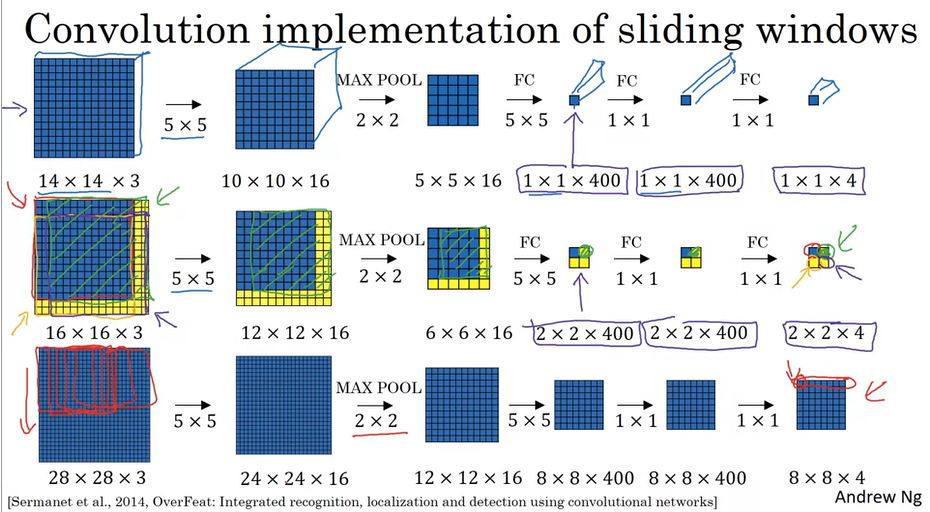 Convolution implementation of sliding windows
MAX POOL FC FC FC
5 × 5 2 × 2 5 × 5 1 × 1 1 × 1
14 × 14 × 3 10 × 10 × 16 5 × 5 × 16 1 × 1 × 400 1 × 1 × 400 1 × 1 × 4
MAX POOL FC FC FC
5 × 5 2 × 2 5 × 5 1 × 1 1 × 1
16 × 16 × 3 12 × 12 × 16 6 × 6 × 16 2 × 2 × 400 2 × 2 × 400 2 × 2 × 4
MAX POOL
5 × 5 2 × 2 5 × 5 1 × 1 1 × 1
28 × 28 × 3 24 × 24 × 16 12 × 12 × 16 8 × 8 × 400 8 × 8 × 400 8 × 8 × 4
[Sermanet et al., 2014, OverFeat: Integrated recognition, localization and detection using convolutional networks] Andrew Ng